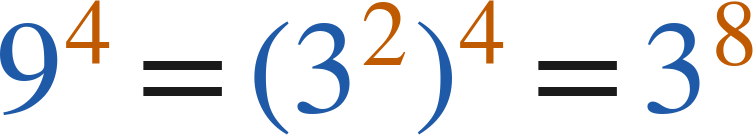 9⁴ = (3²)⁴ = 3⁸